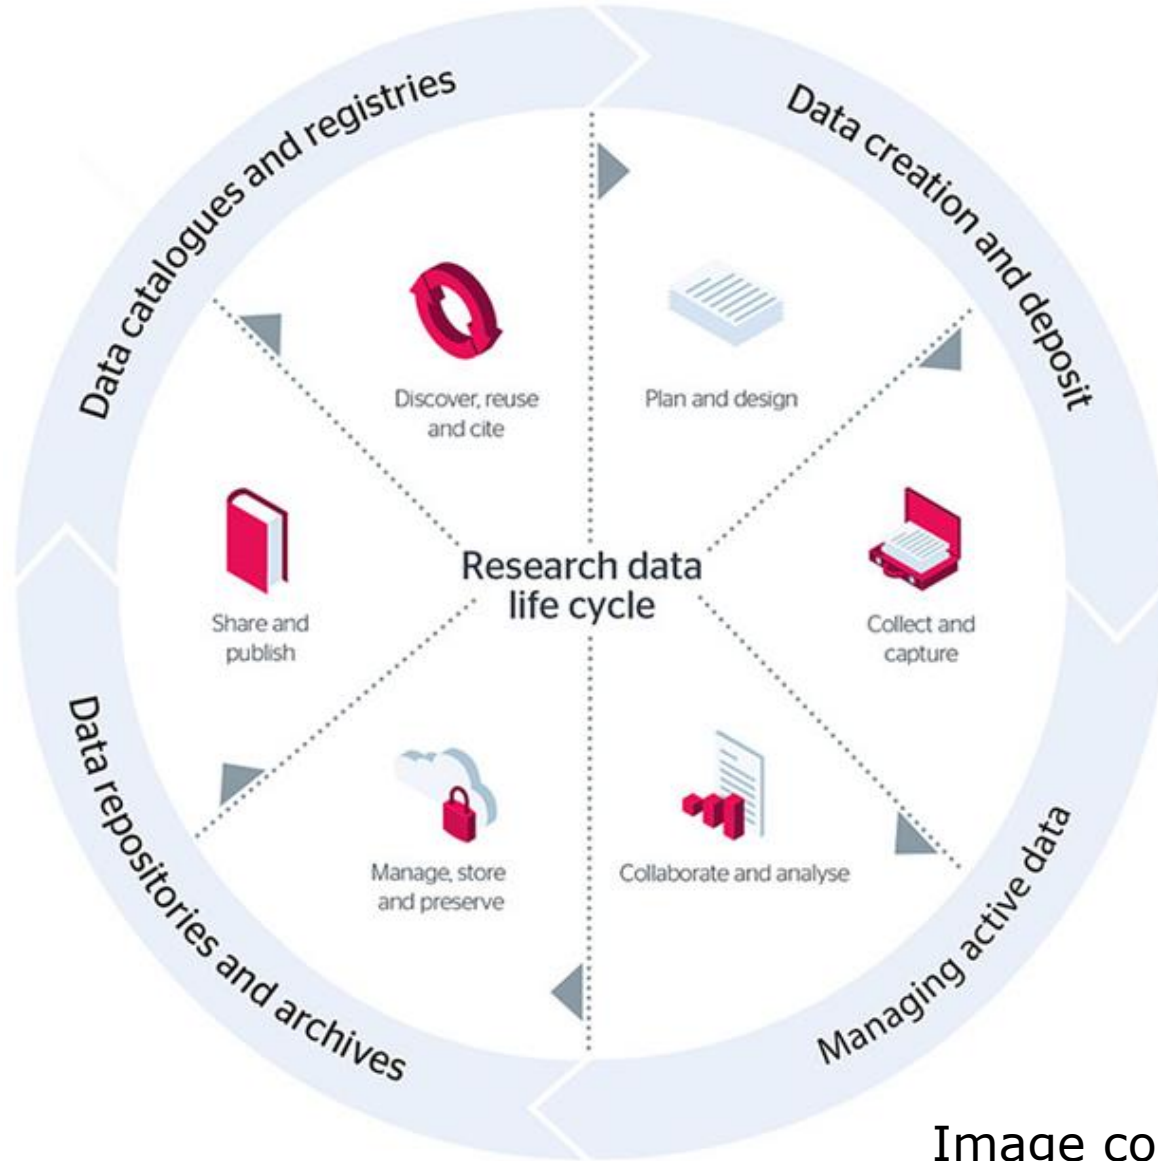 Data catalogues and registries
Data creation and deposit
Discover, reuse
and cite
Plan and design
Research data
life cycle
Share and
publish
Collect and
capture
Manage, store
and preserve
Collaborate and analyse
Data repositories and archives
Managing active data
Image co